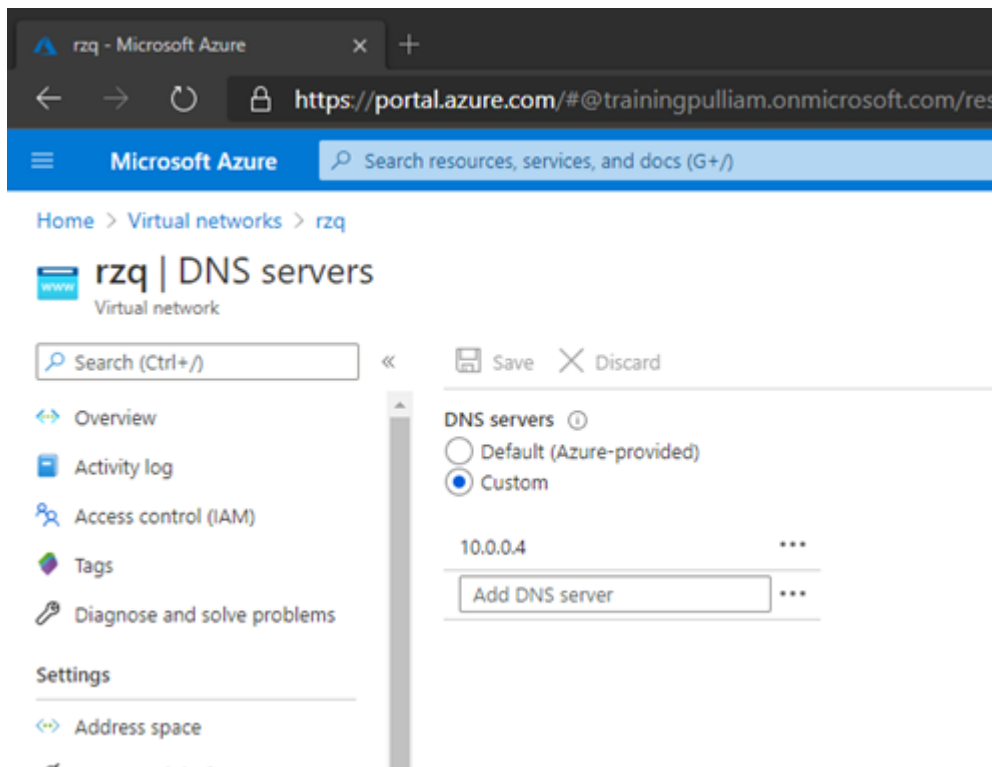 rzq - Microsoft Azure
https://portal.azure.com/#@trainingpulliam.onmicrosoft.com/res
Microsoft Azure
Search resources, services, and docs (G+/)
Home > Virtual networks > rzq
www
rzq | DNS servers
Virtual network
Search (Ctrl+/)
Overview
Activity log
Access control (IAM)
Tags
Diagnose and solve problems
Settings
Address space
Save Discard
DNS servers
Default (Azure-provided)
Custom
10.0.0.4
Add DNS server